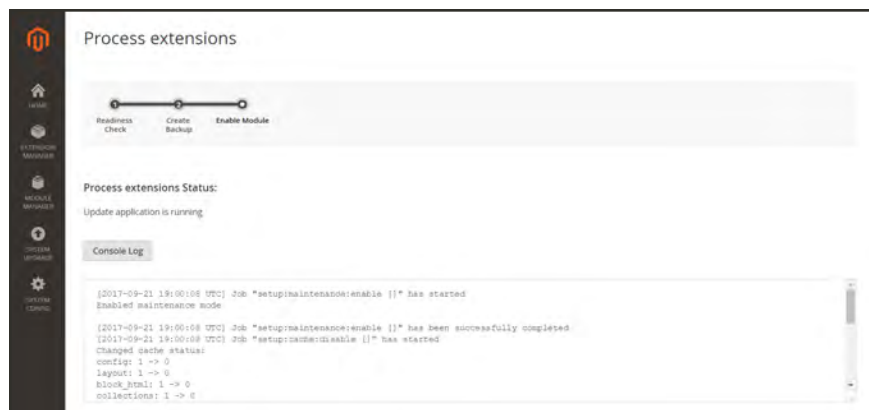 Process extensions
HOME
EXTENSION
MANAGER
MODULE
MANAGER
SYSTEM
UPGRADE
SYSTEM
CONFIG
1
2
Readiness
Check
Create
Backup
Enable Module
Process extensions Status:
Update application is running
Console Log
[2017-09-21 19:00:08 UTC] Job "setup:maintenance:enable []" has started
Enabled maintenance mode
[2017-09-21 19:00:08 UTC] Job "setup:maintenance:enable []" has been successfully completed
[2017-09-21 19:00:08 UTC] Job "setup:cache:disable []" has started
Changed cache status:
config: 1 -> 0
layout: 1 -> 0
block_html: 1 -> 0
collections: 1 -> 0